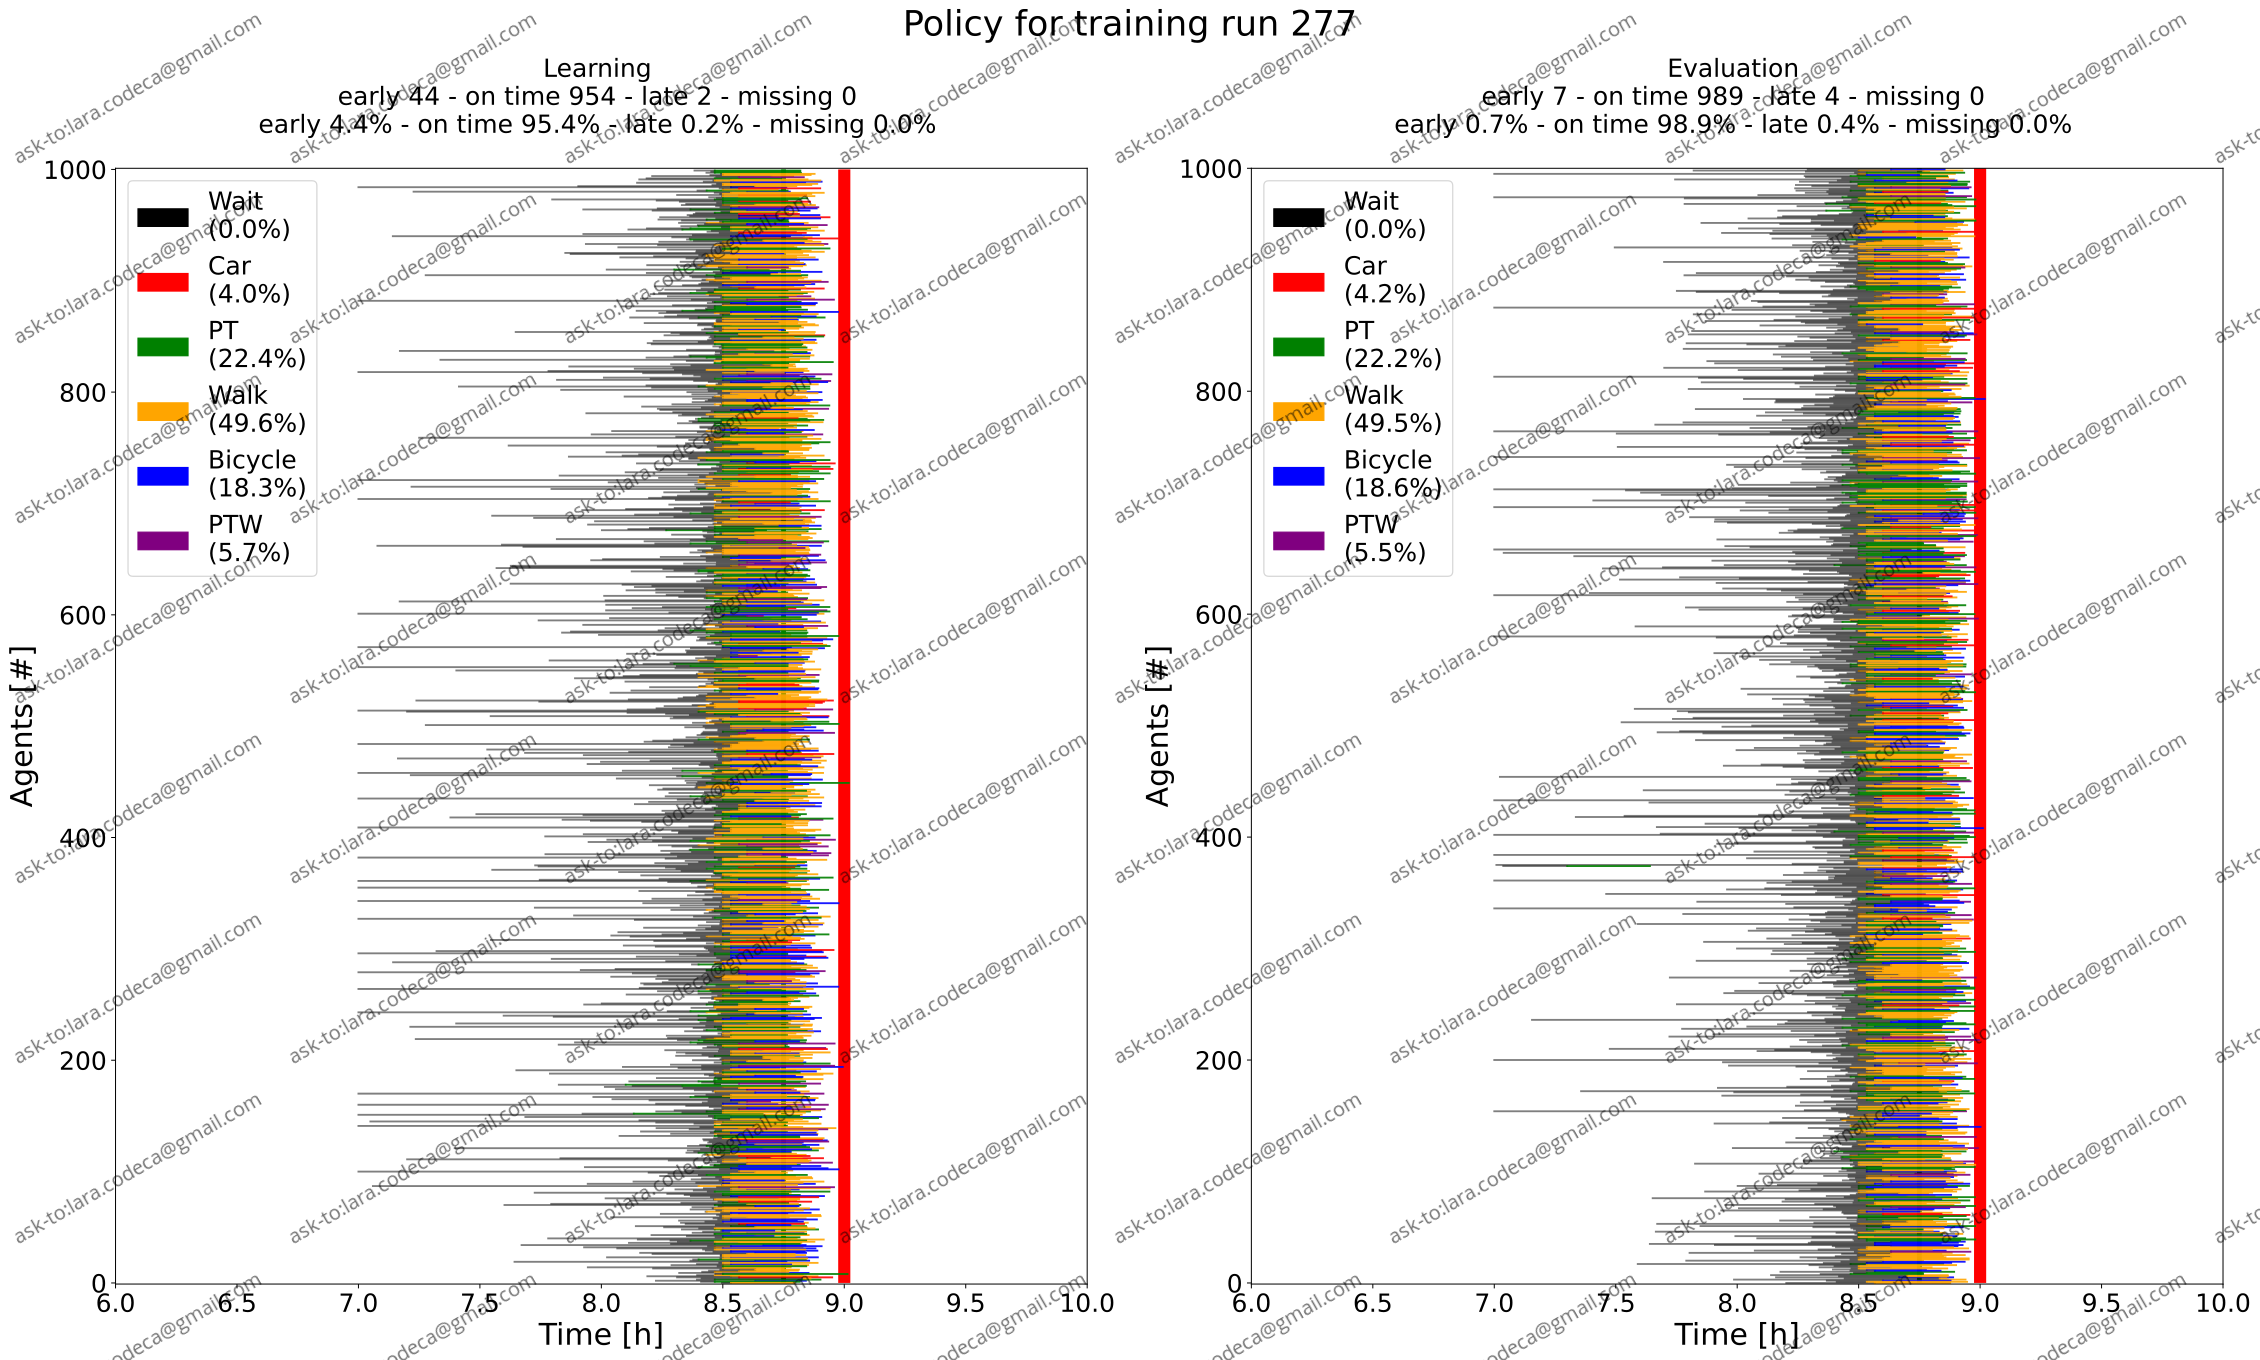 Policy for training run 277
Learning
early 44 - on time 954 - late 2 - missing 0
early 4.4% - on time 95.4% - late 0.2% - missing 0.0%
Wait
(0.0%)
Car
(4.0%)
PT
(22.4%)
Walk
(49.6%)
Bicycle
(18.3%)
PTW
(5.7%)
1000
800
600
400
200
0
Agents [#]
6.0 6.5 7.0 7.5 8.0 8.5 9.0 9.5 10.0
Time [h]
Evaluation
early 7 - on time 989 - late 4 - missing 0
early 0.7% - on time 98.9% - late 0.4% - missing 0.0%
Wait
(0.0%)
Car
(4.2%)
PT
(22.2%)
Walk
(49.5%)
Bicycle
(18.6%)
PTW
(5.5%)
1000
800
600
400
200
0
Agents [#]
6.0 6.5 7.0 7.5 8.0 8.5 9.0 9.5 10.0
Time [h]
ask-to:lara.codeca@gmail.com